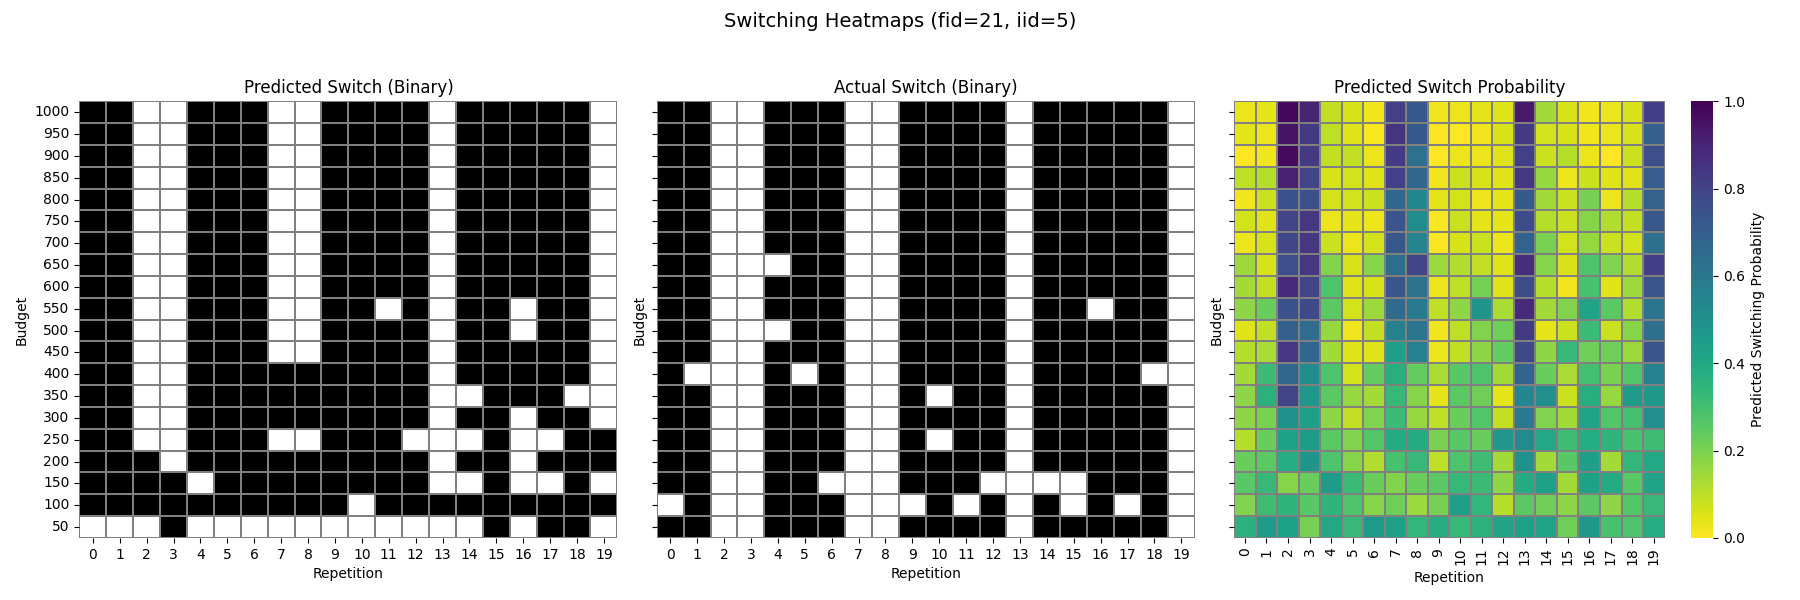 Switching Heatmaps (fid=21, iid=5)
Predicted Switch (Binary)
Actual Switch (Binary)
Predicted Switch Probability
Budget
1000
950
900
850
800
750
700
650
600
550
500
450
400
350
300
250
200
150
100
50
0 1 2 3 4 5 6 7 8 9 10 11 12 13 14 15 16 17 18 19
Repetition
Budget
0 1 2 3 4 5 6 7 8 9 10 11 12 13 14 15 16 17 18 19
Repetition
Budget
0 1 2 3 4 5 6 7 8 9 10 11 12 13 14 15 16 17 18 19
Repetition
1.0
0.8
0.6
0.4
0.2
0.0
Predicted Switching Probability